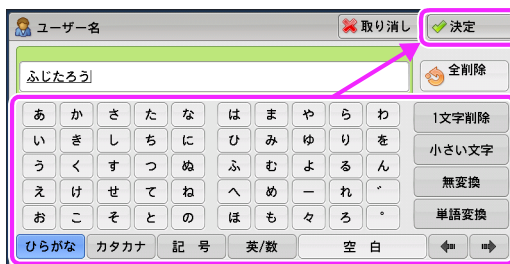 ユーザー名 取り消し 決定
ふじたろう 全削除
あ か さ た な は ま や ら わ 1文字削除
い き し ち に ひ み ゆ り を 小さい文字
う く す つ ぬ ふ む よ る ん
え け せ て ね へ め ー れ ゛ 無変換
お こ そ と の ほ も 々 ろ ゜ 単語変換
ひらがな カタカナ 記 号 英/数 空 白